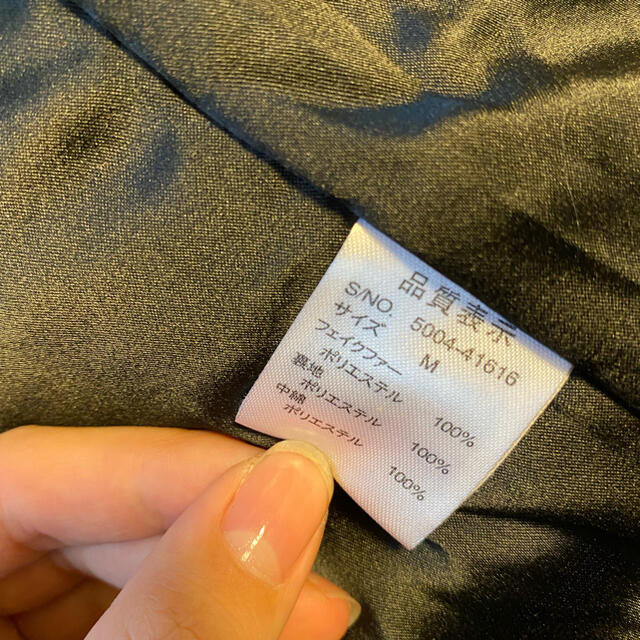 品質表示
S/NO. 5004-41616
サイズ M
フェイクファー
ポリエステル 100%
裏地
ポリエステル 100%
中綿
ポリエステル 100%